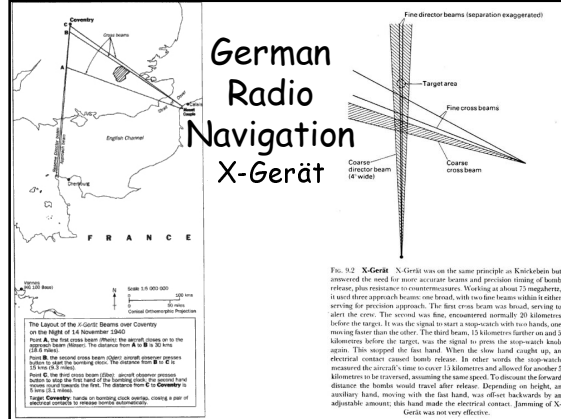 German
Radio
Navigation
X-Gerät
Coventry
C
B
Cross beams
A
Calais
English Channel
Cherbourg
F R A N C E
Vannes
N
Scale 1:5 000 000
0 100 kms
0 50 miles
Conical Orthomorphic Projection
The Layout of the X-Gerät Beams over Coventry
on the Night of 14 November 1940
Point A, the first cross beam (Rhein): the aircraft comes on to the
approach beam (Weser). The distance from A to B is 30 kms
(18.6 miles).
Point B, the second cross beam (Oder): aircraft observer presses
button to start the bombing clock. The distance from B to C is
15 kms (9.3 miles).
Point C, the third cross beam (Elbe): aircraft observer presses
button to stop the first hand of the bombing clock, the second hand
moves round towards the first. The distance from C to Coventry is
5 kms (3.1 miles).
Target Coventry: hands on bombing clock overlap, closing a pair of
electrical contacts to release bombs automatically.
Fine director beams (separation exaggerated)
Target area
Fine cross beams
Coarse
director beam
(4° wide)
Coarse
cross beam
FIG. 9.2 X-Gerät X-Gerät was on the same principle as Knickebein but
answered the need for more accurate beams and precision timing of bomb
release, plus resistance to countermeasures. Working at about 75 megahertz,
it used three approach beams: one broad, with two fine beams within it either
serving for precision approach. The first cross beam was broad, serving to
alert the crew. The second was fine, encountered normally 20 kilometres
before the target. It was the signal to start a stop-watch with two hands, one
moving faster than the other. The third beam, 15 kilometres further on and 5
kilometres before the target, was the signal to press the stop-watch knob
again. This stopped the fast hand. When the slow hand caught up, an
electrical contact caused bomb release. In other words the stop-watch
measured the aircraft's time to cover 15 kilometres and allowed for another 5
kilometres to be traversed, assuming the same speed. To discount the forward
distance the bombs would travel after release. Depending on height, an
auxiliary hand, moving with the fast hand, was off-set backwards by an
adjustable amount; this hand made the electrical contact. Jamming of X-
Gerät was not very effective.